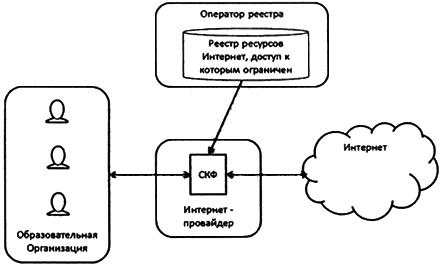 Оператор реестра
Реестр ресурсов
Интернет, доступ к
которым ограничен
СКФ
Интернет -
провайдер
Интернет
Образовательная
Организация